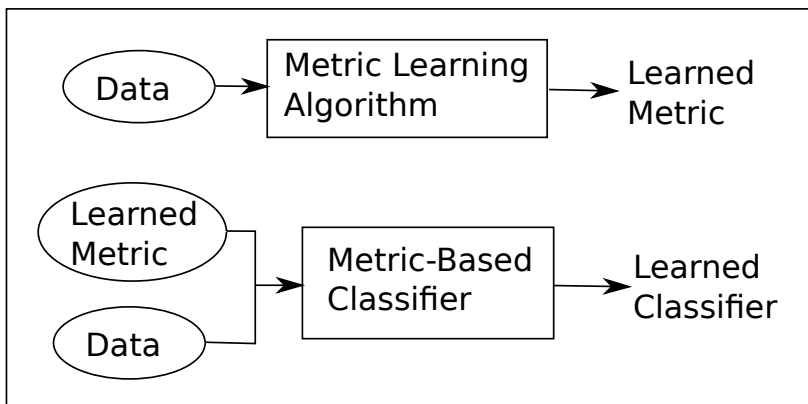 Data
Metric Learning
Algorithm
Learned
Metric
Learned
Metric
Data
Metric-Based
Classifier
Learned
Classifier